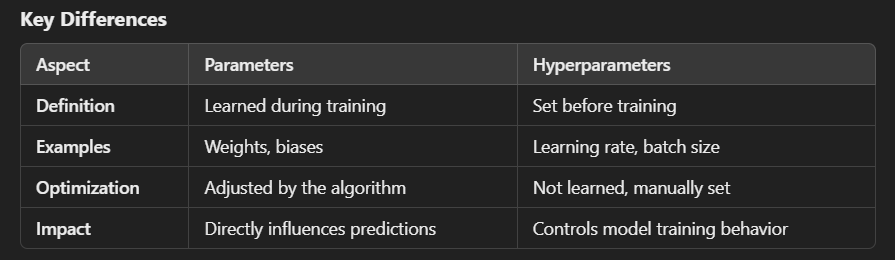 Key Differences
Aspect Parameters Hyperparameters
Definition Learned during training Set before training
Examples Weights, biases Learning rate, batch size
Optimization Adjusted by the algorithm Not learned, manually set
Impact Directly influences predictions Controls model training behavior